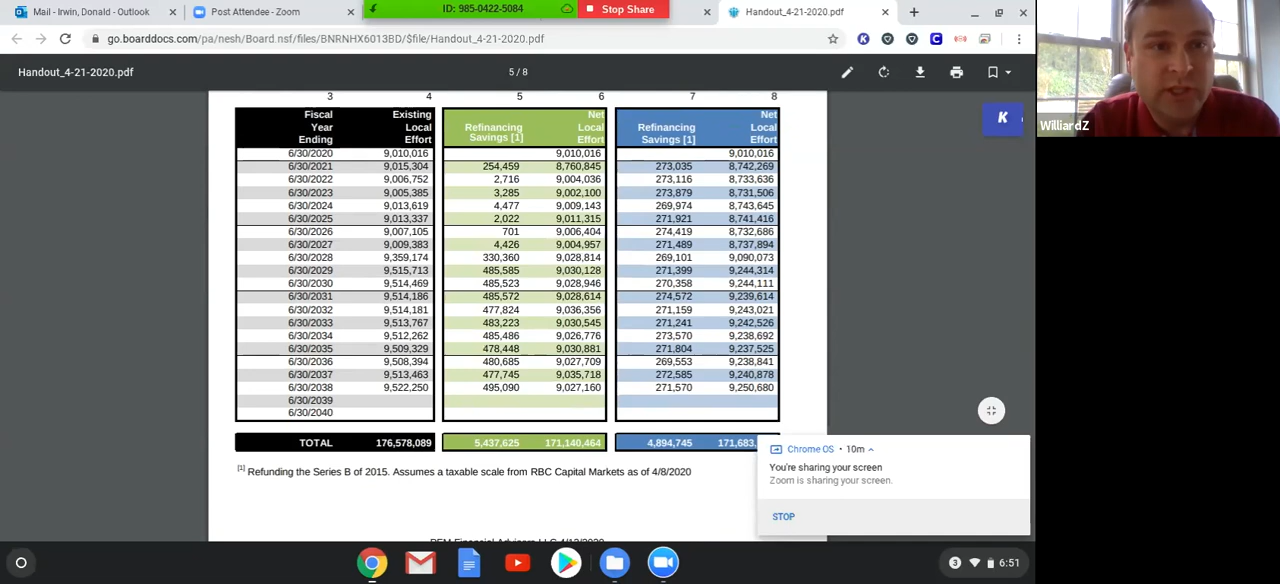 Mail - Irwin, Donald - Outlook
Post Attendee - Zoom
ID: 985-0422-5084
Stop Share
Handout_4-21-2020.pdf
go.boarddocs.com/pa/nesh/Board.nsf/files/BNRNHX6013BD/$file/Handout_4-21-2020.pdf
Handout_4-21-2020.pdf
5 / 8
K
WilliardZ
3 4 5 6 7 8
Fiscal Existing Net Net
Year Local Refinancing Local Refinancing Local
Ending Effort Savings [1] Effort Savings [1] Effort
6/30/2020 9,010,016 9,010,016 9,010,016
6/30/2021 9,015,304 254,459 8,760,845 273,035 8,742,269
6/30/2022 9,006,752 2,716 9,004,036 273,116 8,733,636
6/30/2023 9,005,385 3,285 9,002,100 273,879 8,731,506
6/30/2024 9,013,619 4,477 9,009,143 269,974 8,743,645
6/30/2025 9,013,337 2,022 9,011,315 271,921 8,741,416
6/30/2026 9,007,105 701 9,006,404 274,419 8,732,686
6/30/2027 9,009,383 4,426 9,004,957 271,489 8,737,894
6/30/2028 9,359,174 330,360 9,028,814 269,101 9,090,073
6/30/2029 9,515,713 485,585 9,030,128 271,399 9,244,314
6/30/2030 9,514,469 485,523 9,028,946 270,358 9,244,111
6/30/2031 9,514,186 485,572 9,028,614 274,572 9,239,614
6/30/2032 9,514,181 477,824 9,036,356 271,159 9,243,021
6/30/2033 9,513,767 483,223 9,030,545 271,241 9,242,526
6/30/2034 9,512,262 485,486 9,026,776 273,570 9,238,692
6/30/2035 9,509,329 478,448 9,030,881 271,804 9,237,525
6/30/2036 9,508,394 480,685 9,027,709 269,553 9,238,841
6/30/2037 9,513,463 477,745 9,035,718 272,585 9,240,878
6/30/2038 9,522,250 495,090 9,027,160 271,570 9,250,680
6/30/2039
6/30/2040
TOTAL 176,578,089 5,437,625 171,140,464 4,894,745 171,683,
[1] Refunding the Series B of 2015. Assumes a taxable scale from RBC Capital Markets as of 4/8/2020
Chrome OS • 10m
You're sharing your screen
Zoom is sharing your screen.
STOP
3 6:51